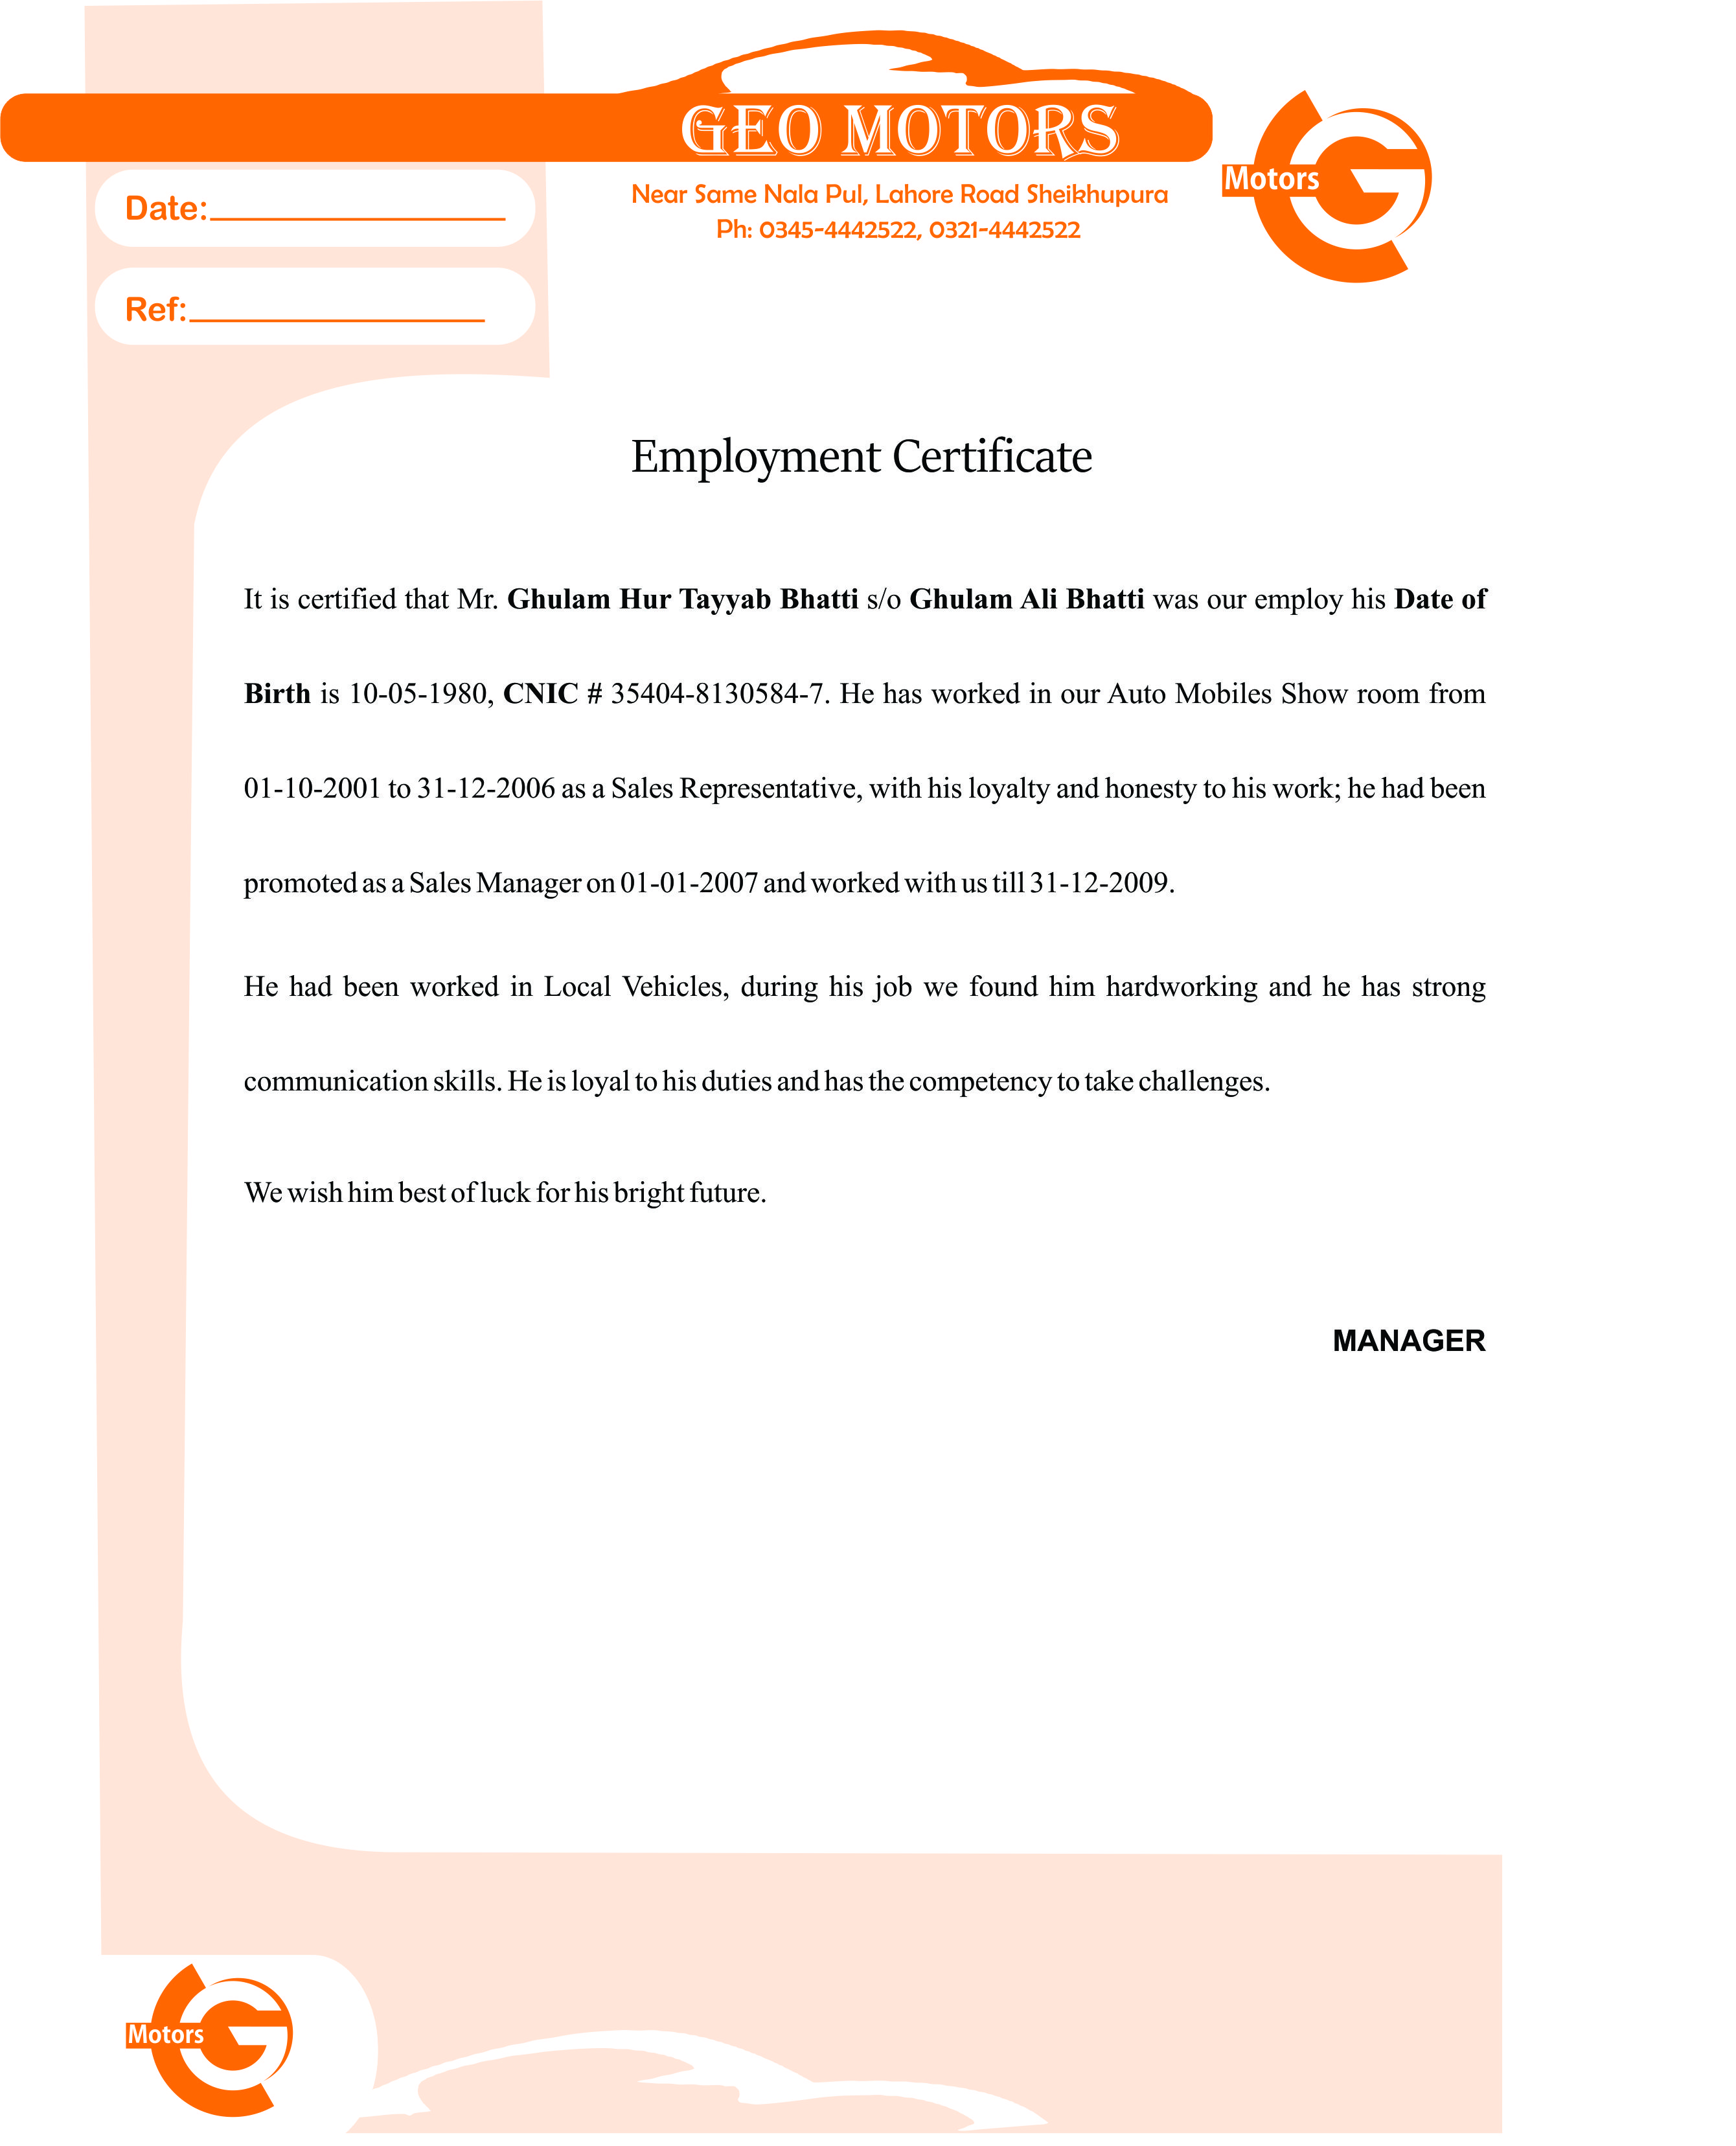 GEO MOTORS
Near Same Nala Pul, Lahore Road Sheikhupura
Ph: 0345-4442522, 0321-4442522
Motors
Date:
Ref:
Employment Certificate
It is certified that Mr. Ghulam Hur Tayyab Bhatti s/o Ghulam Ali Bhatti was our employ his Date of
Birth is 10-05-1980, CNIC # 35404-8130584-7. He has worked in our Auto Mobiles Show room from
01-10-2001 to 31-12-2006 as a Sales Representative, with his loyalty and honesty to his work; he had been
promoted as a Sales Manager on 01-01-2007 and worked with us till 31-12-2009.
He had been worked in Local Vehicles, during his job we found him hardworking and he has strong
communication skills. He is loyal to his duties and has the competency to take challenges.
We wish him best of luck for his bright future.
MANAGER
Motors